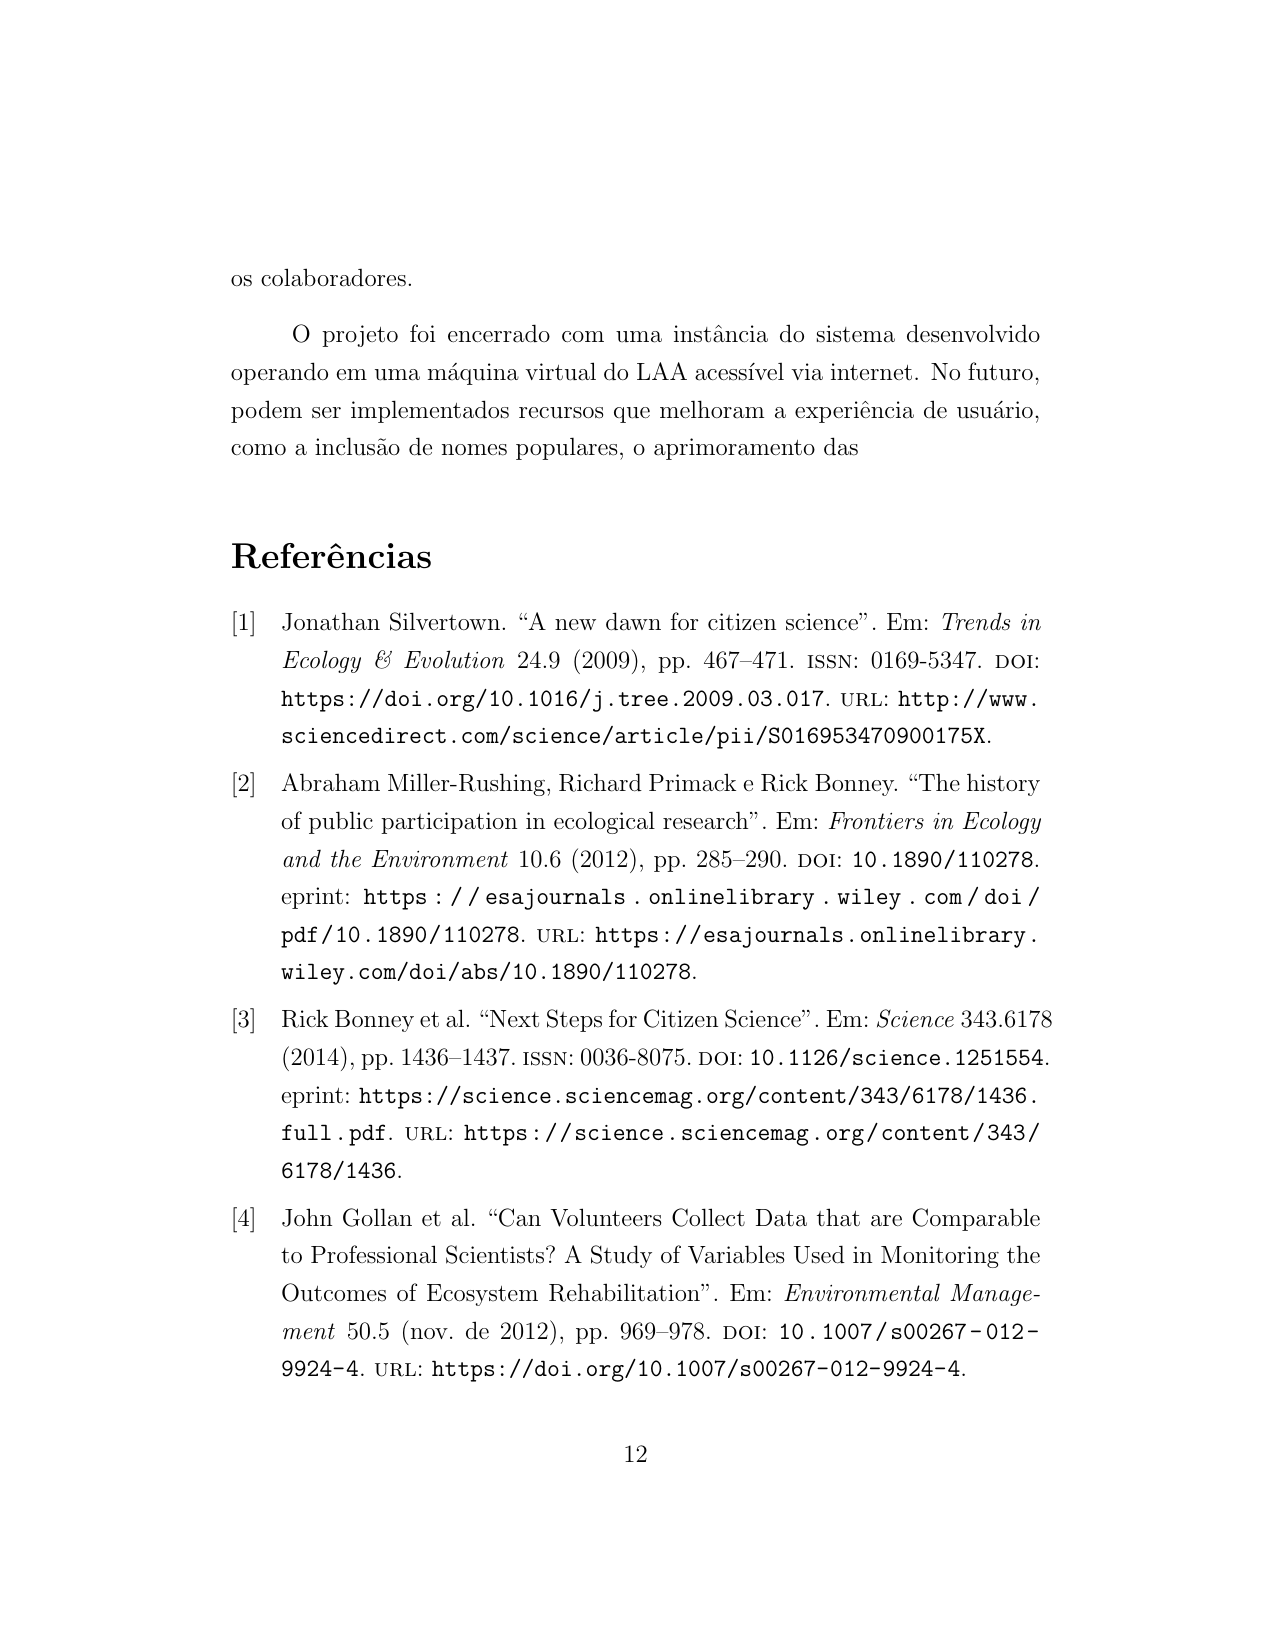 os colaboradores.
O projeto foi encerrado com uma instância do sistema desenvolvido
operando em uma máquina virtual do LAA acessível via internet. No futuro,
podem ser implementados recursos que melhoram a experiência de usuário,
como a inclusão de nomes populares, o aprimoramento das
Referências
[1] Jonathan Silvertown. “A new dawn for citizen science”. Em: Trends in
Ecology & Evolution 24.9 (2009), pp. 467–471. ISSN: 0169-5347. DOI:
https://doi.org/10.1016/j.tree.2009.03.017. URL: http://www.
sciencedirect.com/science/article/pii/S016953470900175X.
[2] Abraham Miller-Rushing, Richard Primack e Rick Bonney. “The history
of public participation in ecological research”. Em: Frontiers in Ecology
and the Environment 10.6 (2012), pp. 285–290. DOI: 10.1890/110278.
eprint: https://esajournals.onlinelibrary.wiley.com/doi/
pdf/10.1890/110278. URL: https://esajournals.onlinelibrary.
wiley.com/doi/abs/10.1890/110278.
[3] Rick Bonney et al. “Next Steps for Citizen Science”. Em: Science 343.6178
(2014), pp. 1436–1437. ISSN: 0036-8075. DOI: 10.1126/science.1251554.
eprint: https://science.sciencemag.org/content/343/6178/1436.
full.pdf. URL: https://science.sciencemag.org/content/343/
6178/1436.
[4] John Gollan et al. “Can Volunteers Collect Data that are Comparable
to Professional Scientists? A Study of Variables Used in Monitoring the
Outcomes of Ecosystem Rehabilitation”. Em: Environmental Manage-
ment 50.5 (nov. de 2012), pp. 969–978. DOI: 10.1007/s00267-012-
9924-4. URL: https://doi.org/10.1007/s00267-012-9924-4.
12